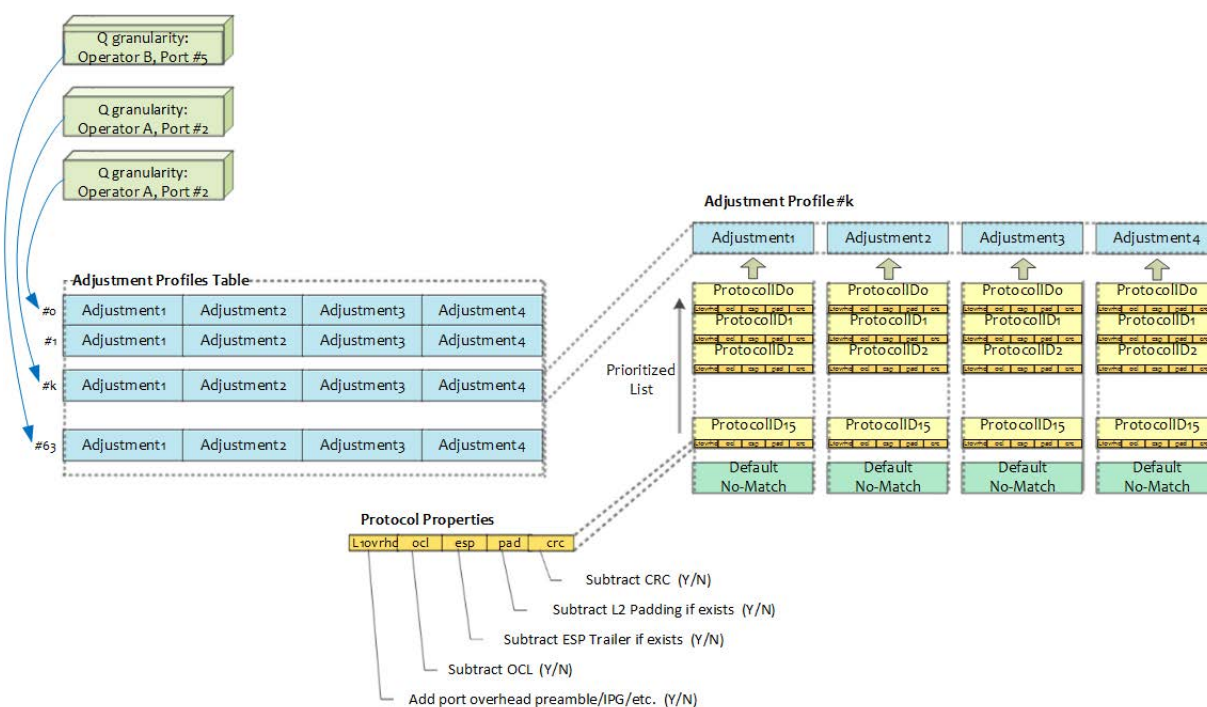 Q granularity:
Operator B, Port #5
Q granularity:
Operator A, Port #2
Q granularity:
Operator A, Port #2
Adjustment Profiles Table
#0 Adjustment1 Adjustment2 Adjustment3 Adjustment4
#1 Adjustment1 Adjustment2 Adjustment3 Adjustment4
#k Adjustment1 Adjustment2 Adjustment3 Adjustment4
#63 Adjustment1 Adjustment2 Adjustment3 Adjustment4
Adjustment Profile #k
Adjustment1 Adjustment2 Adjustment3 Adjustment4
ProtocolID0 ProtocolID0 ProtocolID0 ProtocolID0
ProtocolID1 ProtocolID1 ProtocolID1 ProtocolID1
ProtocolID2 ProtocolID2 ProtocolID2 ProtocolID2
Prioritized
List
ProtocolID15 ProtocolID15 ProtocolID15 ProtocolID15
Default Default Default Default
No-Match No-Match No-Match No-Match
Protocol Properties
L1ovrhd ocl esp pad crc
Subtract CRC (Y/N)
Subtract L2 Padding if exists (Y/N)
Subtract ESP Trailer if exists (Y/N)
Subtract OCL (Y/N)
Add port overhead preamble/IPG/etc. (Y/N)